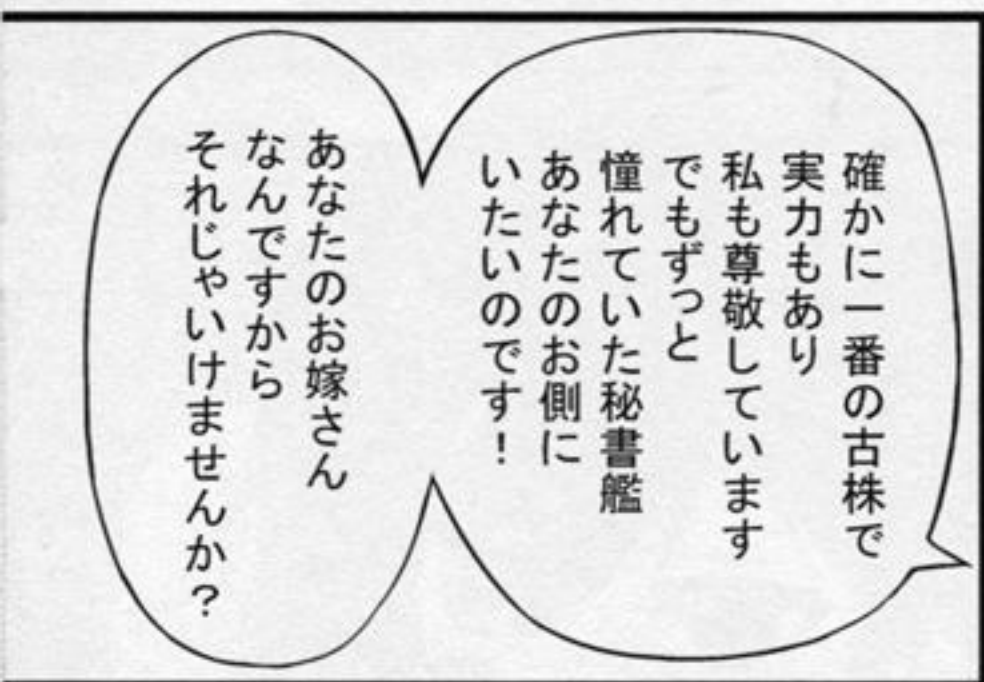 確かに一番の古株で
実力もあり
私も尊敬しています
でもずっと
憧れていた秘書艦
あなたのお側に
いたいのです！
あなたのお嫁さん
なんですから
それじゃいけませんか？